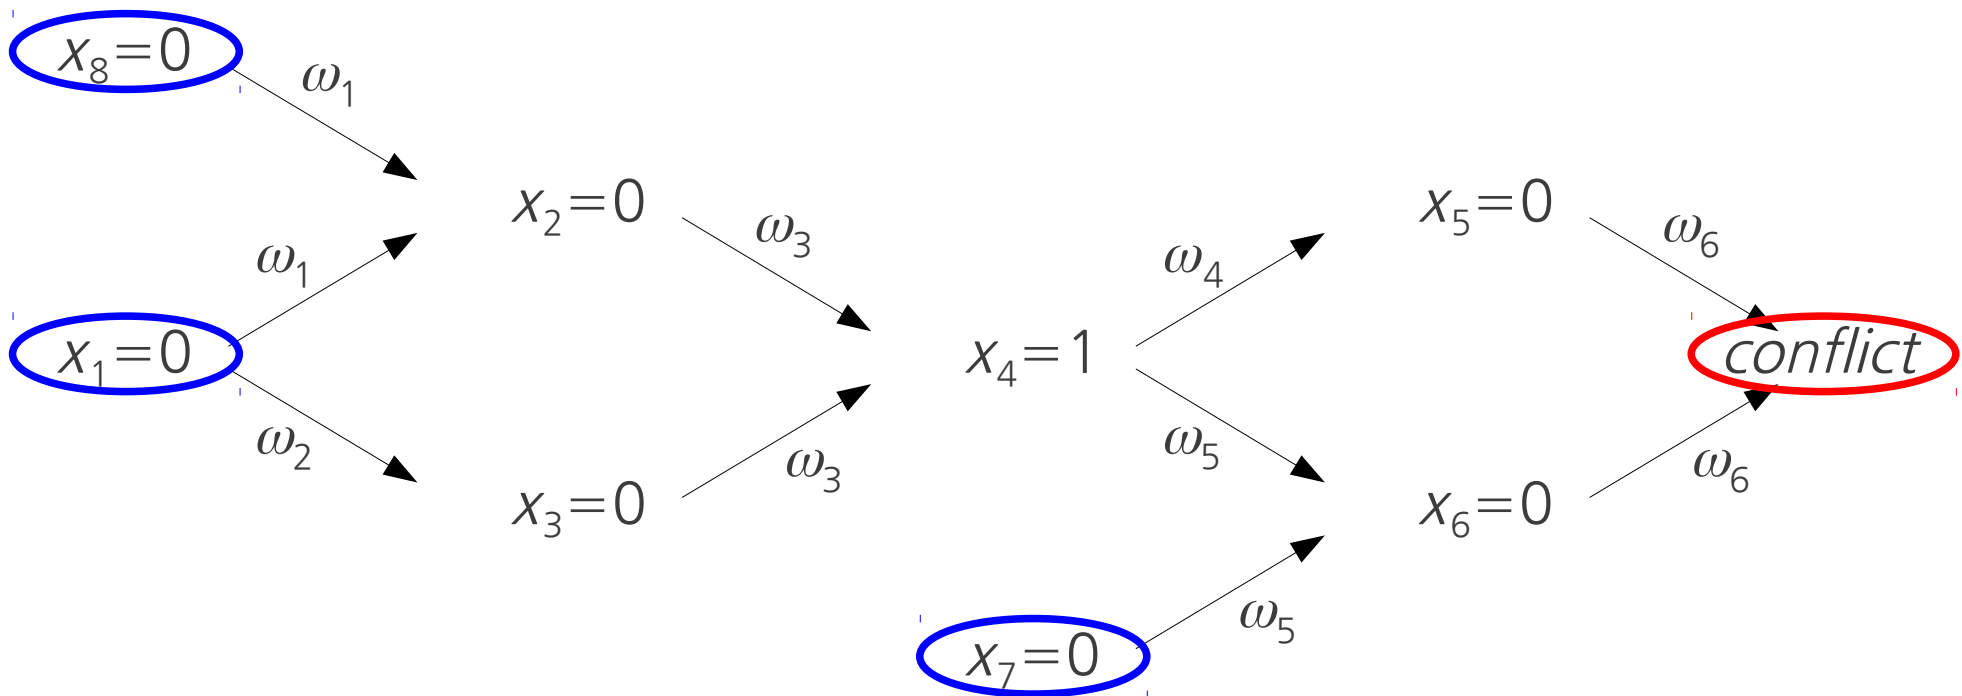 x₈=0
ω₁
x₂=0
x₅=0
ω₃
ω₆
ω₁
ω₄
x₁=0
x₄=1
conflict
ω₂
ω₅
ω₃
ω₆
x₃=0
x₆=0
ω₅
x₇=0